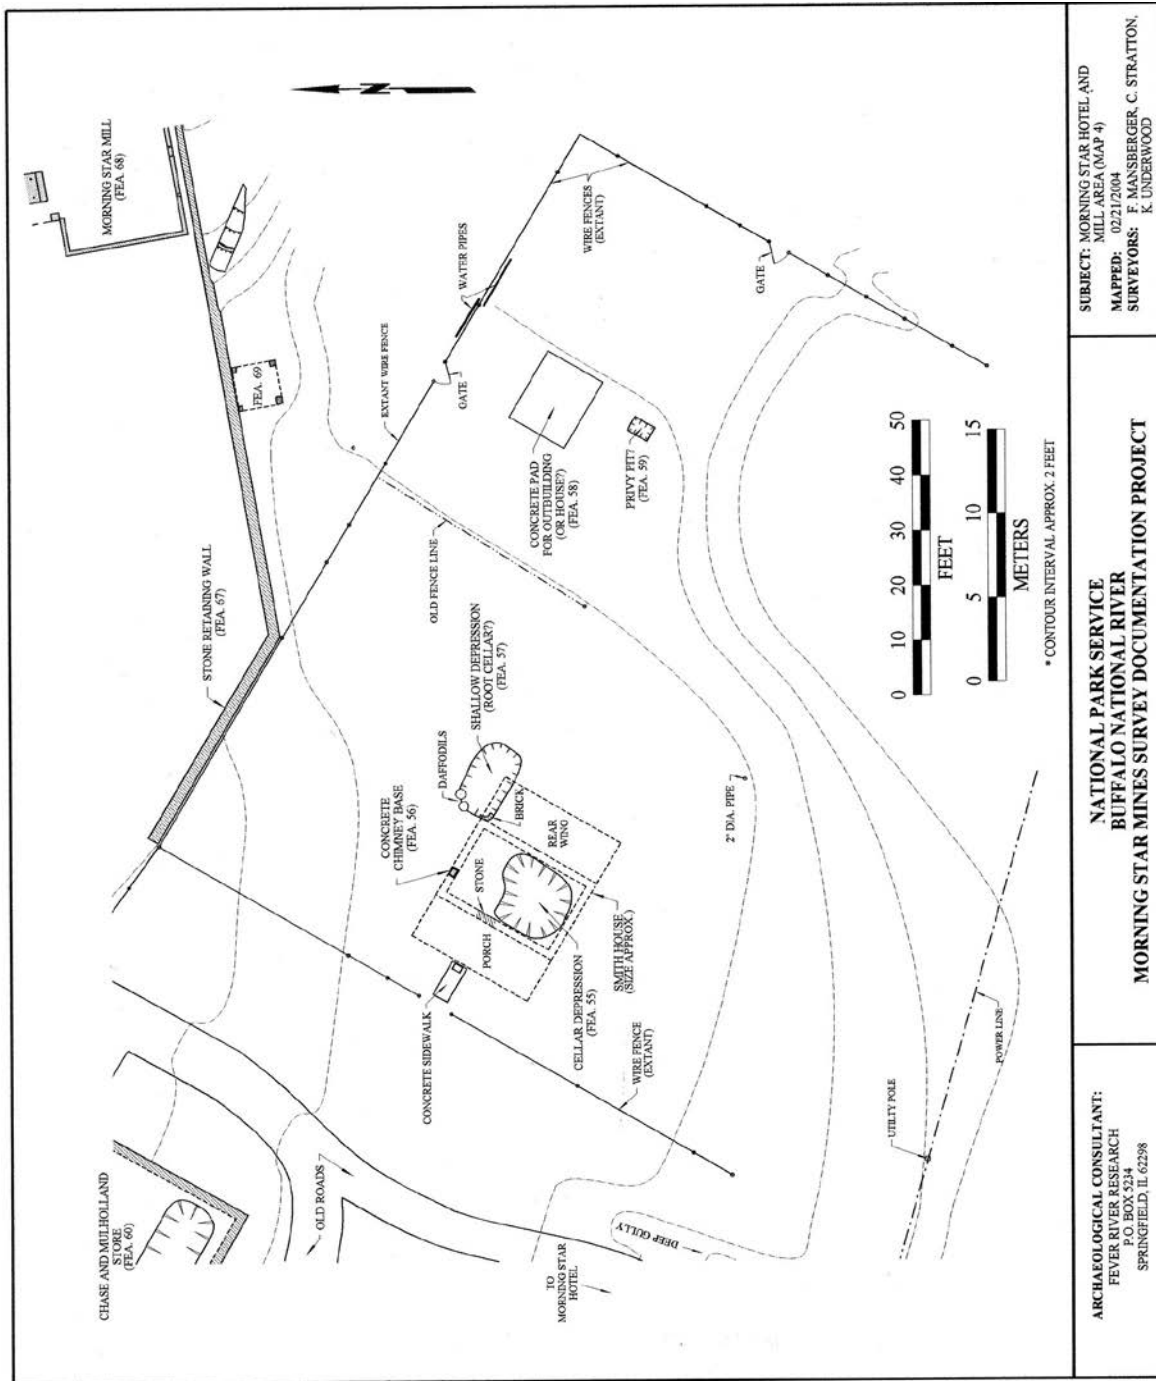 MORNING STAR MILL
(FEA. 68)
N
FEA. 69
WATER PIPES
WIRE FENCES
(EXTANT)
GATE
EXTANT WIRE FENCE
GATE
STONE RETAINING WALL
(FEA. 67)
OLD FENCE LINE
CONCRETE PAD
FOR OUTBUILDING
(OR HOUSE?)
(FEA. 58)
PRIVY PIT?
(FEA. 59)
SHALLOW DEPRESSION
(ROOT CELLAR?)
(FEA. 57)
DAFFODILS
CONCRETE
CHIMNEY BASE
(FEA. 56)
BRICK
STONE
REAR
WING
PORCH
SMITH HOUSE
(SIZE APPROX.)
CELLAR DEPRESSION
(FEA. 55)
CONCRETE SIDEWALK
WIRE FENCE
(EXTANT)
2" DIA. PIPE
CHASE AND MULHOLLAND
STORE
(FEA. 60)
OLD ROADS
TO
MORNING STAR
HOTEL
DEEP GULLY
UTILTY POLE
POWER LINE
0 10 20 30 40 50
FEET
0 5 10 15
METERS
* CONTOUR INTERVAL APPROX. 2 FEET
ARCHAEOLOGICAL CONSULTANT:
FEVER RIVER RESEARCH
P.O. BOX 5234
SPRINGFIELD, IL 62298
NATIONAL PARK SERVICE
BUFFALO NATIONAL RIVER
MORNING STAR MINES SURVEY DOCUMENTATION PROJECT
SUBJECT: MORNING STAR HOTEL AND
MILL AREA (MAP 4)
MAPPED: 02/21/2004
SURVEYORS: F. MANSBERGER, C. STRATTON,
K. UNDERWOOD